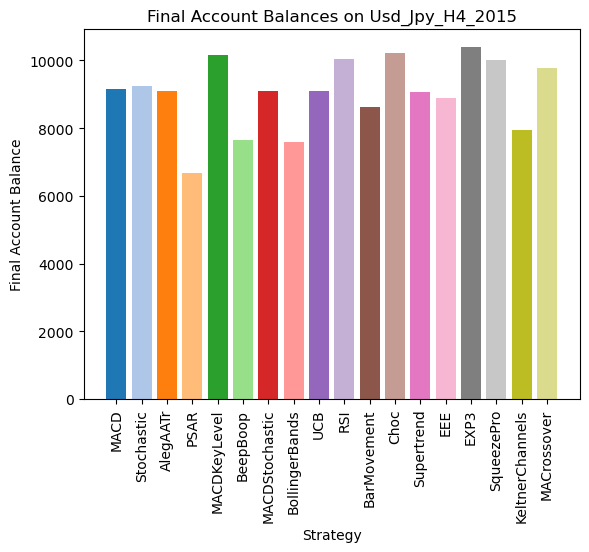 Final Account Balances on Usd_Jpy_H4_2015
Final Account Balance
10000
8000
6000
4000
2000
0
MACD
Stochastic
AlegAATr
PSAR
MACDKeyLevel
BeepBoop
MACDStochastic
BollingerBands
UCB
RSI
BarMovement
Choc
Supertrend
EEE
EXP3
SqueezePro
KeltnerChannels
MACrossover
Strategy